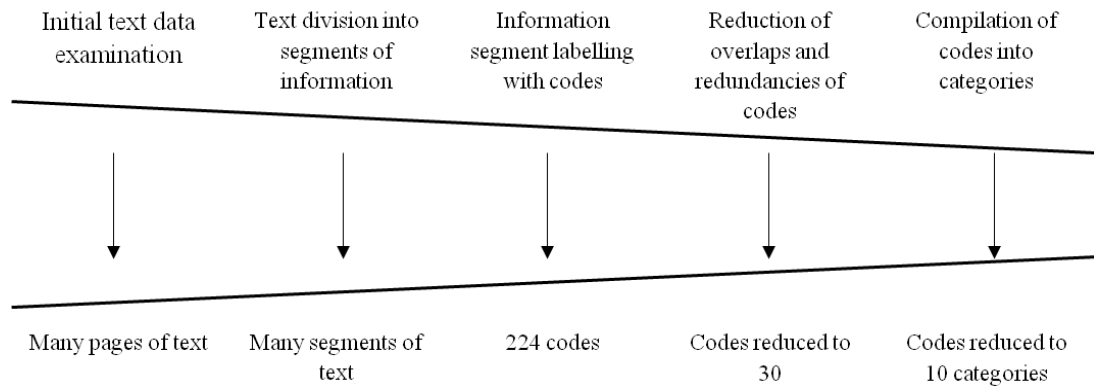 Initial text data
examination
Text division into
segments of
information
Information
segment labelling
with codes
Reduction of
overlaps and
redundancies of
codes
Compilation of
codes into
categories
Many pages of text
Many segments of
text
224 codes
Codes reduced to
30
Codes reduced to
10 categories